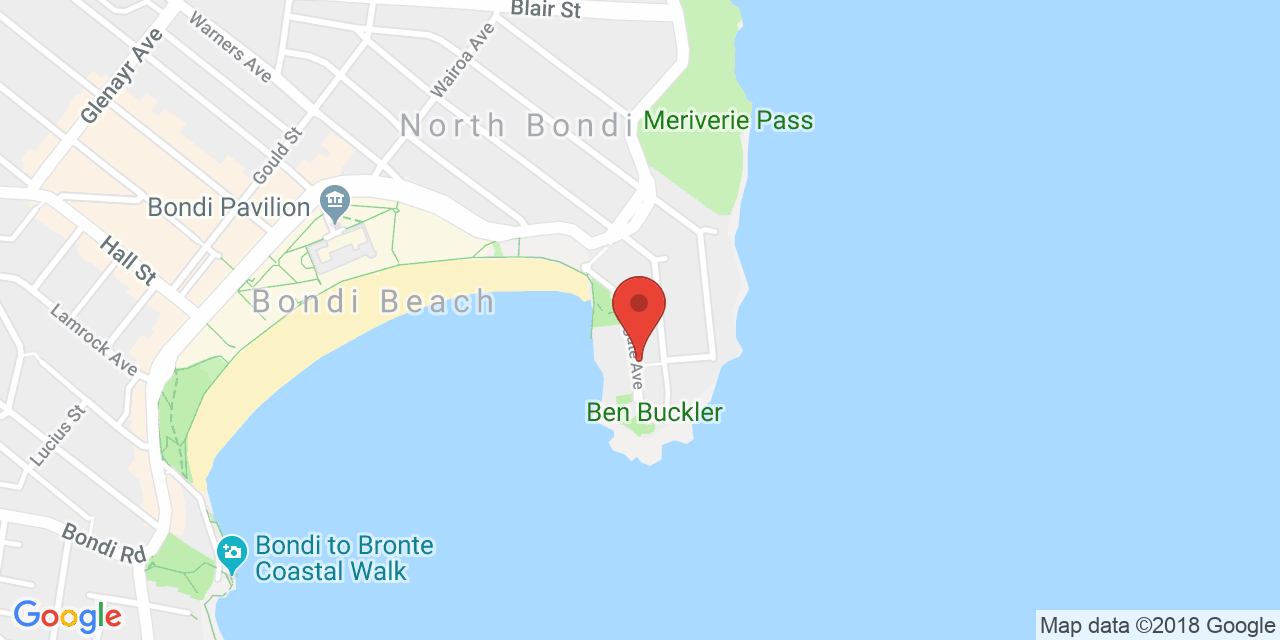 Blair St
Warners Ave
Wairoa Ave
Glenayr Ave
North Bondi
Meriverie Pass
Gould St
Bondi Pavilion
Hall St
Bondi Beach
Lamrock Ave
Ave
Ben Buckler
Lucius St
Bondi Rd
Bondi to Bronte
Coastal Walk
Google
Map data ©2018 Google